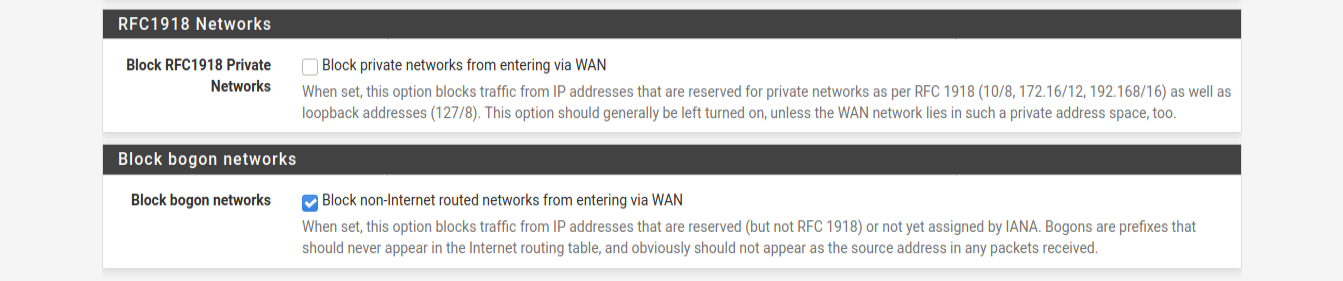 RFC1918 Networks
Block RFC1918 Private
Networks
Block private networks from entering via WAN
When set, this option blocks traffic from IP addresses that are reserved for private networks as per RFC 1918 (10/8, 172.16/12, 192.168/16) as well as
loopback addresses (127/8). This option should generally be left turned on, unless the WAN network lies in such a private address space, too.
Block bogon networks
Block bogon networks
Block non-Internet routed networks from entering via WAN
When set, this option blocks traffic from IP addresses that are reserved (but not RFC 1918) or not yet assigned by IANA. Bogons are prefixes that
should never appear in the Internet routing table, and obviously should not appear as the source address in any packets received.